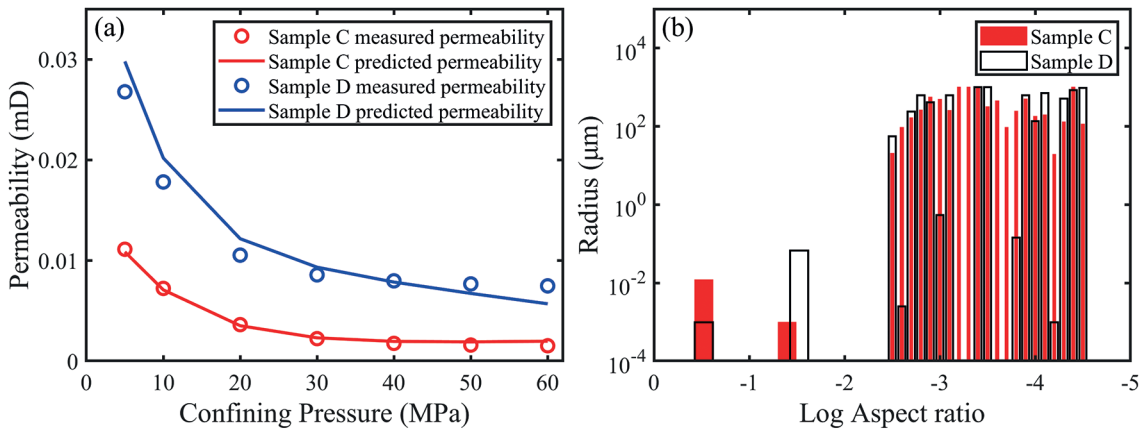 (a)
Sample C measured permeability
Sample C predicted permeability
Sample D measured permeability
Sample D predicted permeability
Permeability (mD)
0.03
0.02
0.01
0
0 10 20 30 40 50 60
Confining Pressure (MPa)
(b)
Sample C
Sample D
Radius (μm)
10^4
10^2
10^0
10^-2
10^-4
0 -1 -2 -3 -4 -5
Log Aspect ratio